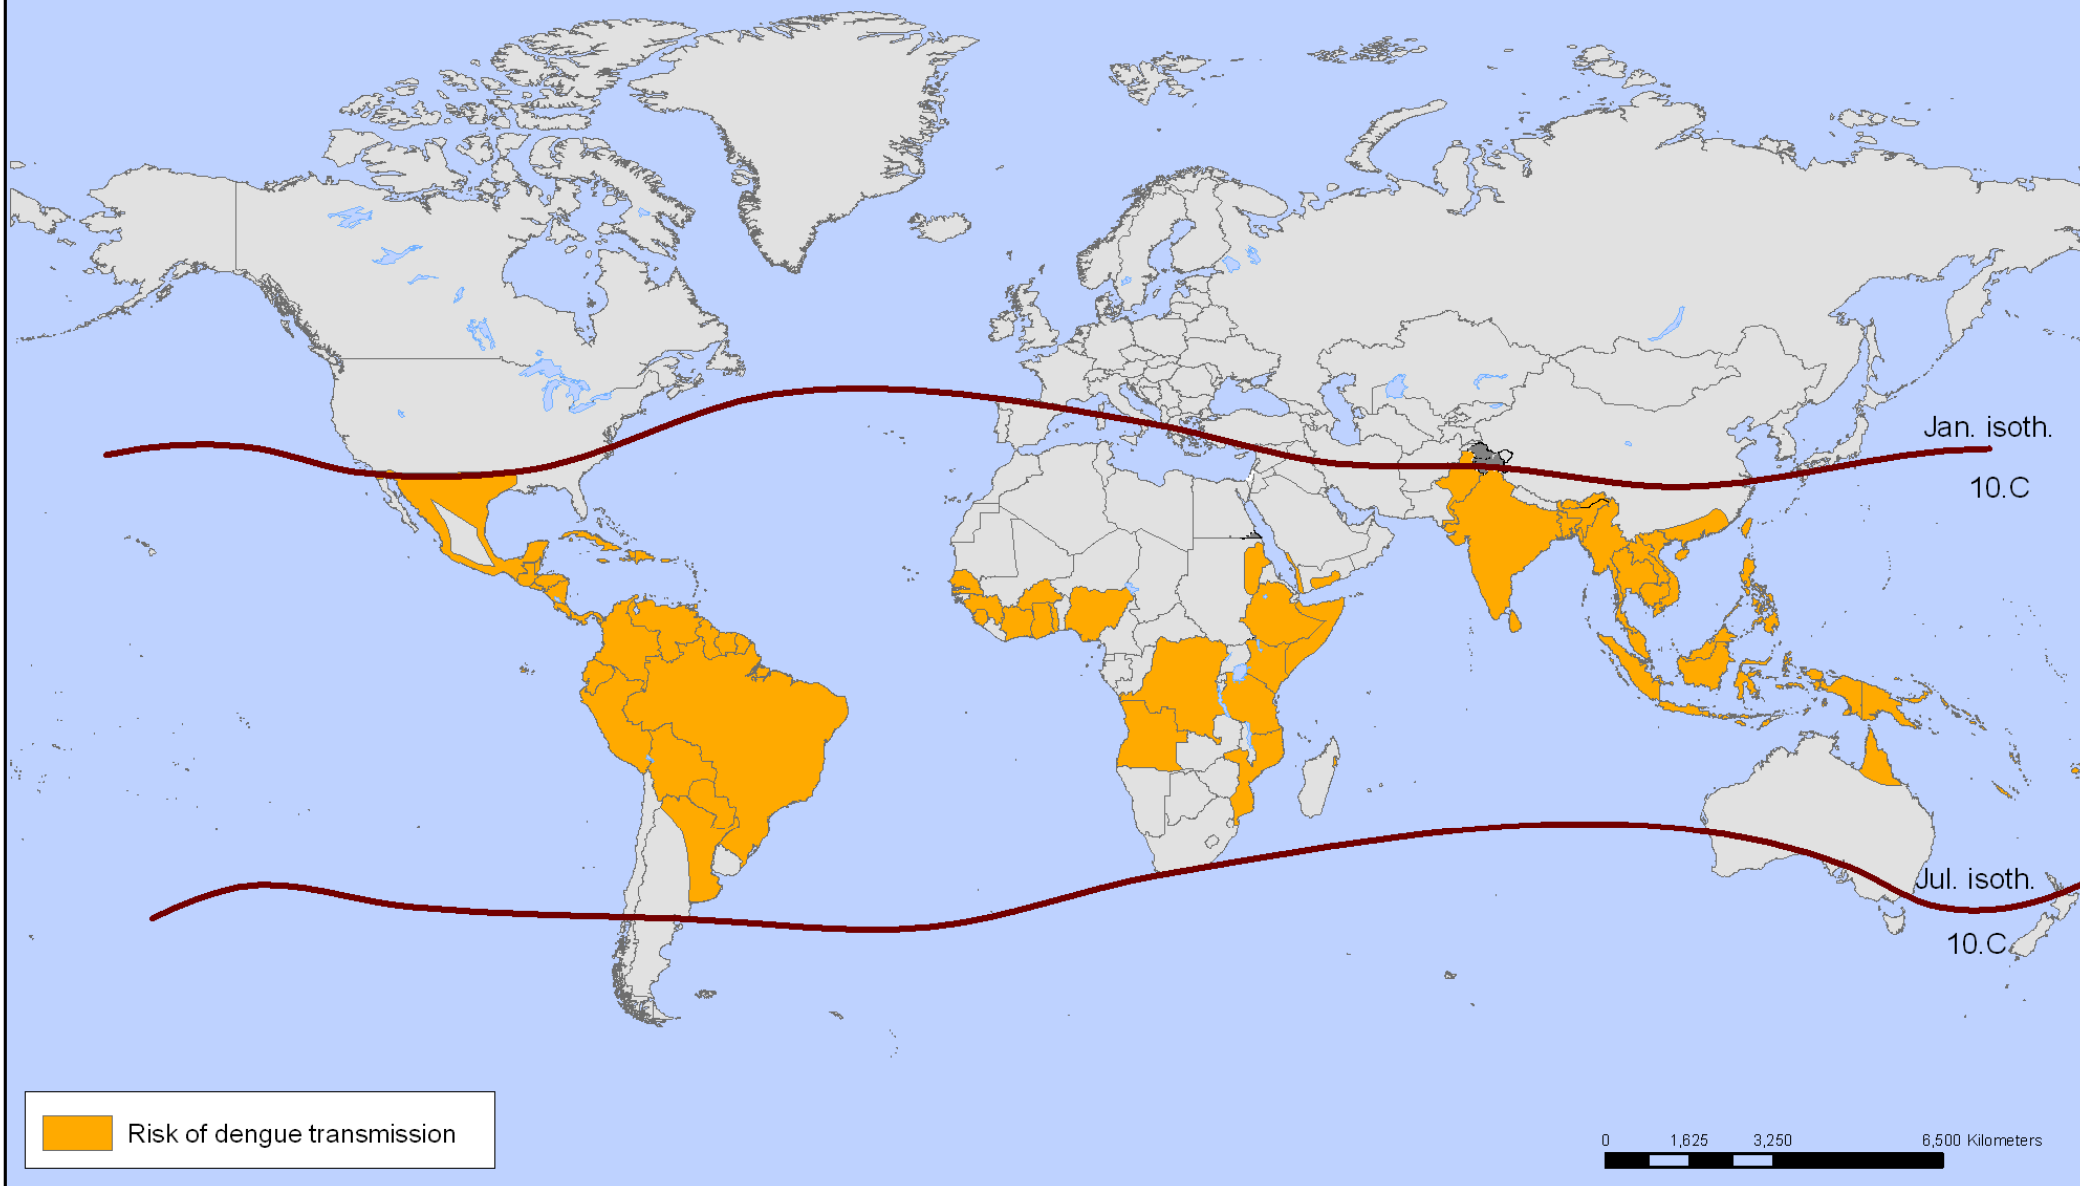 Jan. isoth.
10.C
Jul. isoth.
10.C
Risk of dengue transmission
0 1,625 3,250 6,500 Kilometers